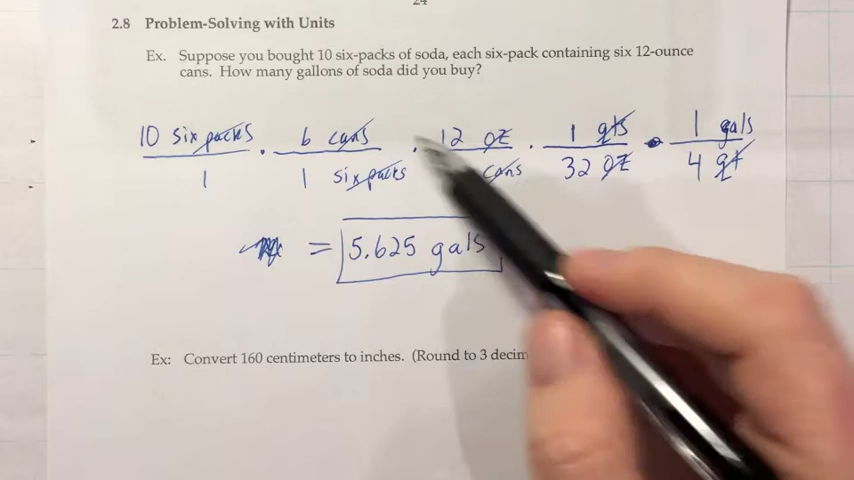 24
2.8 Problem-Solving with Units
Ex. Suppose you bought 10 six-packs of soda, each six-pack containing six 12-ounce
cans. How many gallons of soda did you buy?
10 six packs 6 cans 12 oz 1 qts 1 gals
1 · 1 six packs · cans · 32 oz · 4 qt
= 5.625 gals
Ex: Convert 160 centimeters to inches. (Round to 3